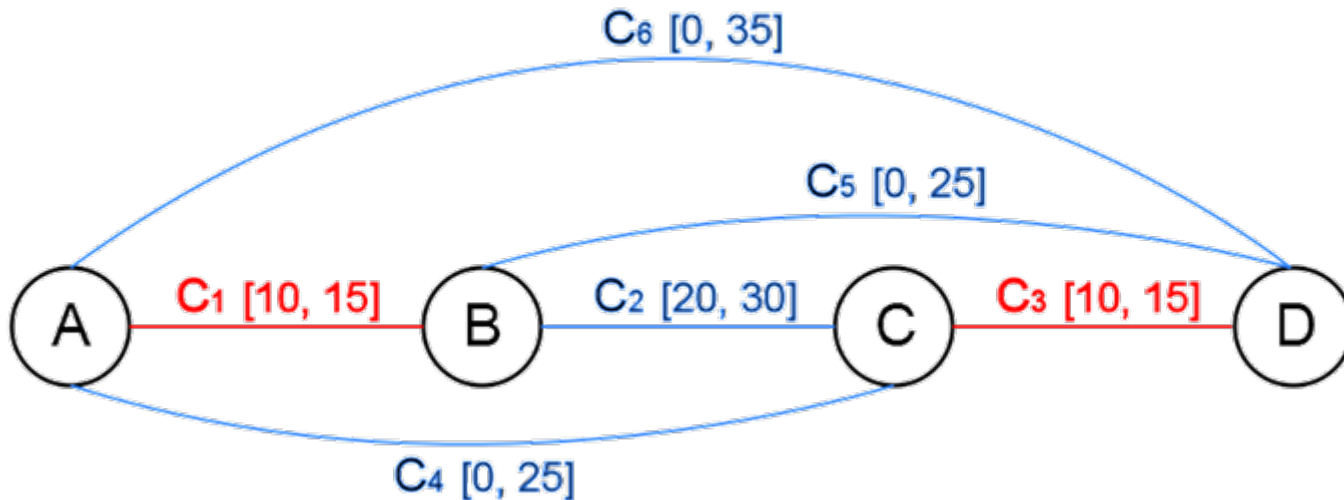 C6 [0, 35]
C5 [0, 25]
A
C1 [10, 15]
B
C2 [20, 30]
C
C3 [10, 15]
D
C4 [0, 25]